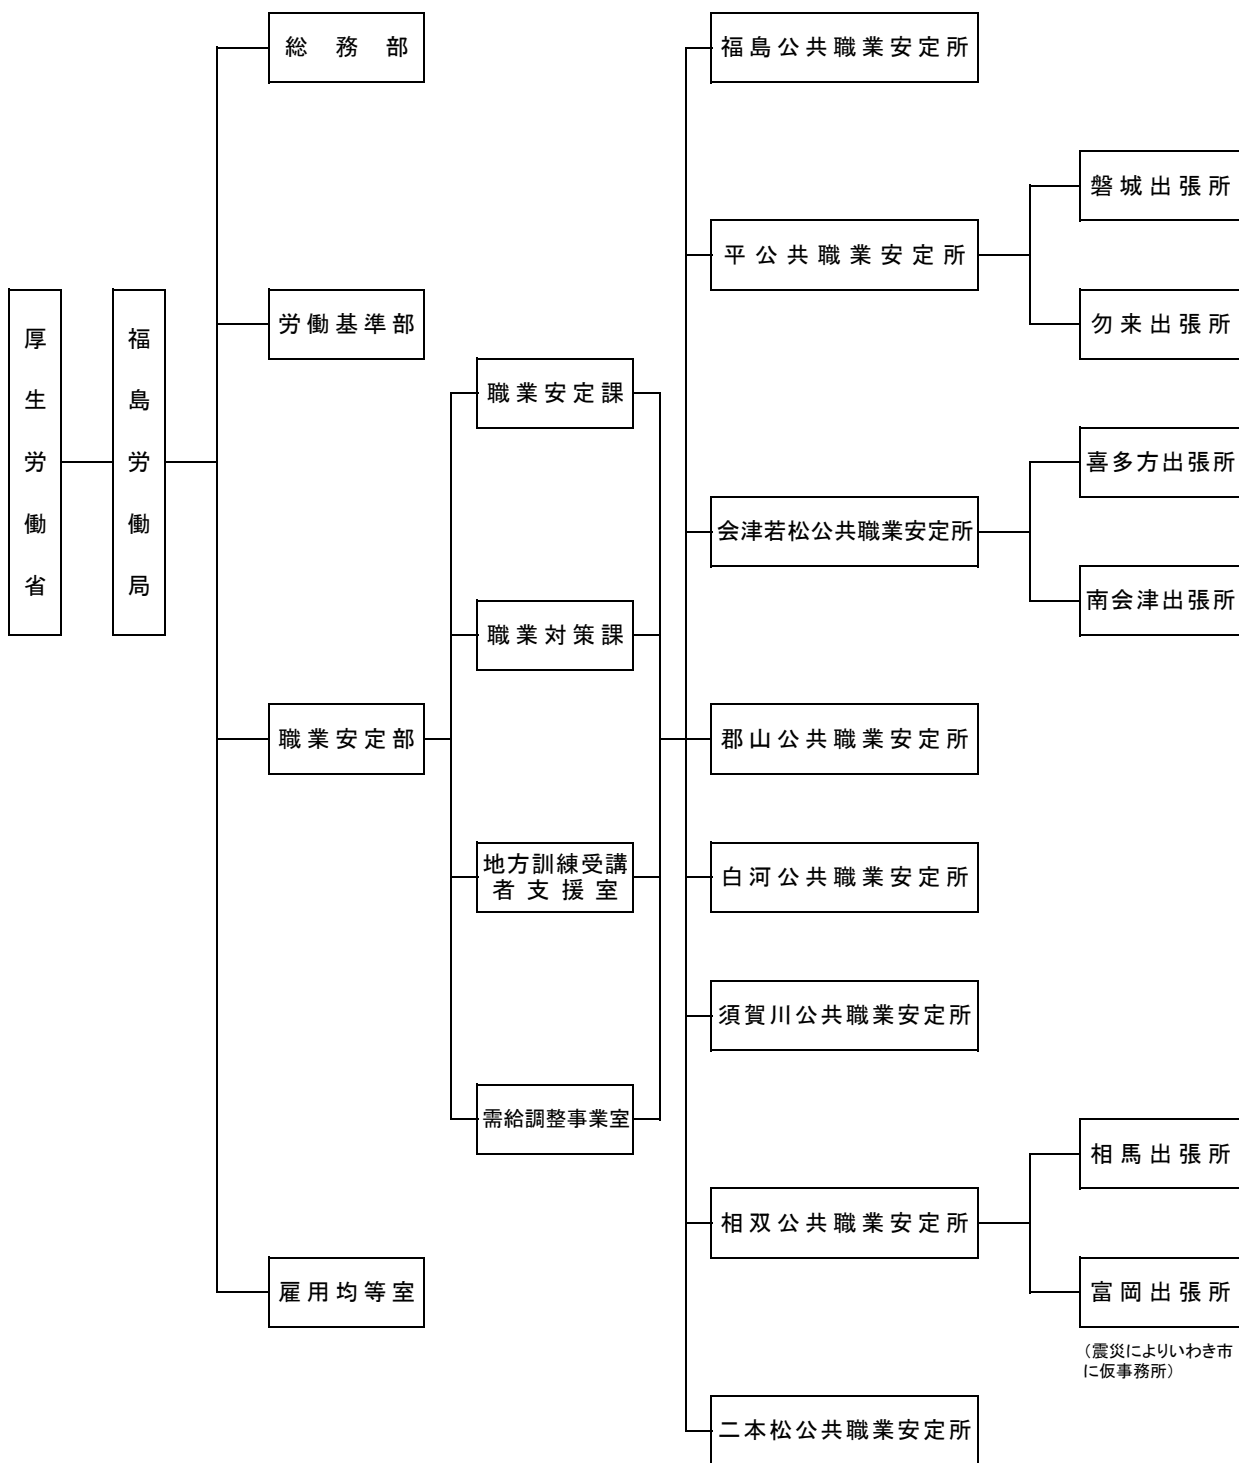 厚生労働省
福島労働局
総務部
労働基準部
職業安定部
雇用均等室
職業安定課
職業対策課
地方訓練受講
者支援室
需給調整事業室
福島公共職業安定所
平公共職業安定所
会津若松公共職業安定所
郡山公共職業安定所
白河公共職業安定所
須賀川公共職業安定所
相双公共職業安定所
二本松公共職業安定所
磐城出張所
勿来出張所
喜多方出張所
南会津出張所
相馬出張所
富岡出張所
（震災によりいわき市
に仮事務所）